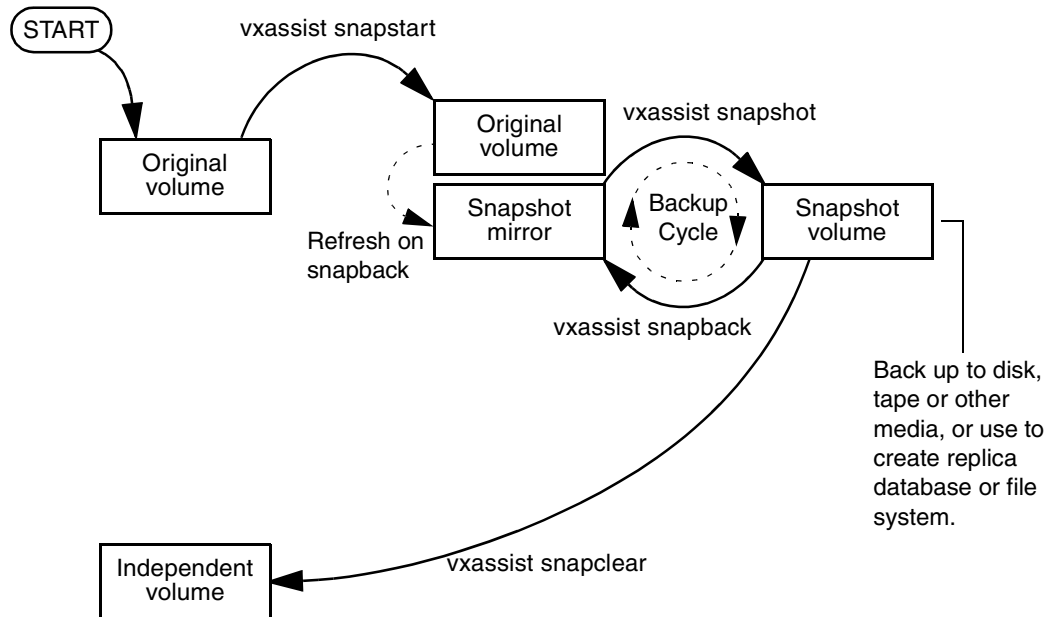 START
vxassist snapstart
Original
volume
Original
volume
vxassist snapshot
Snapshot
mirror
Backup
Cycle
Snapshot
volume
Refresh on
snapback
vxassist snapback
Back up to disk,
tape or other
media, or use to
create replica
database or file
system.
Independent
volume
vxassist snapclear